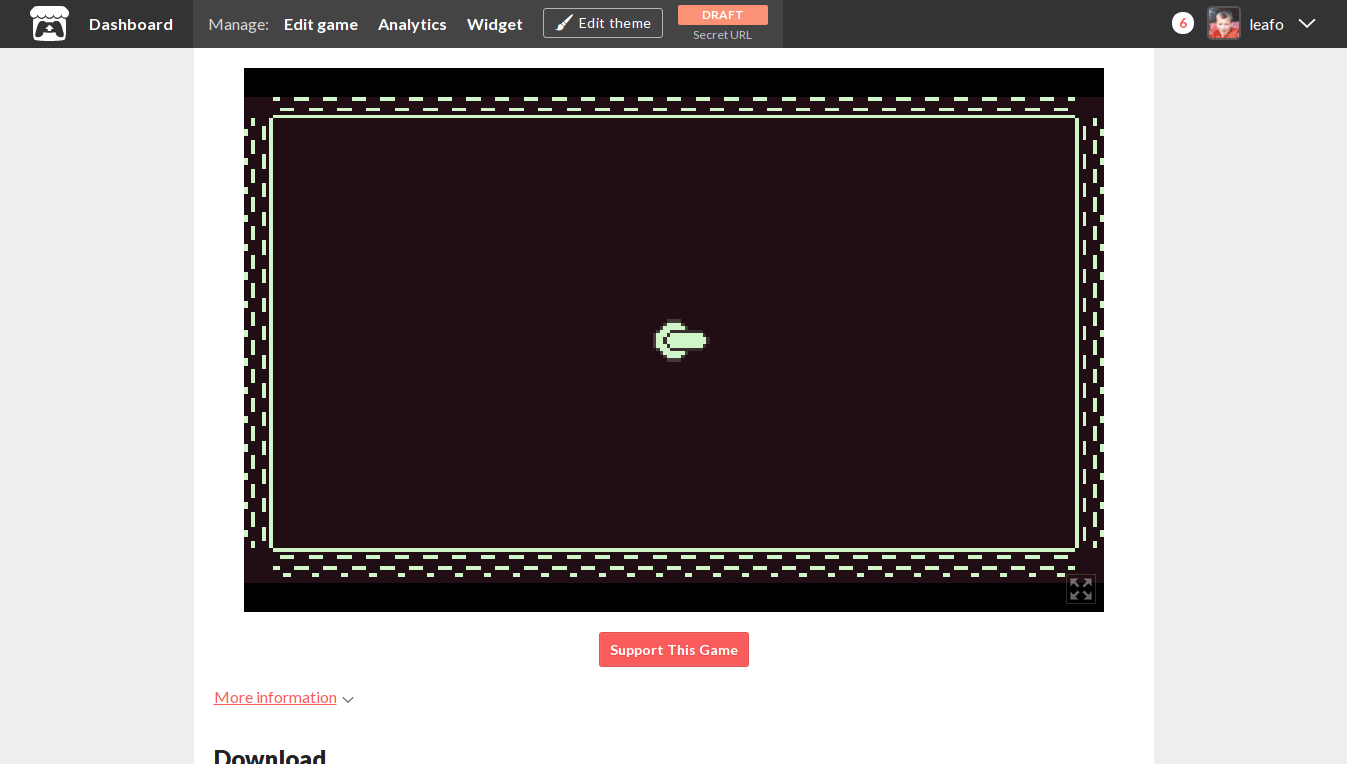 Dashboard Manage: Edit game Analytics Widget Edit theme DRAFT 6 leafo
Secret URL
Support This Game
More information
Download